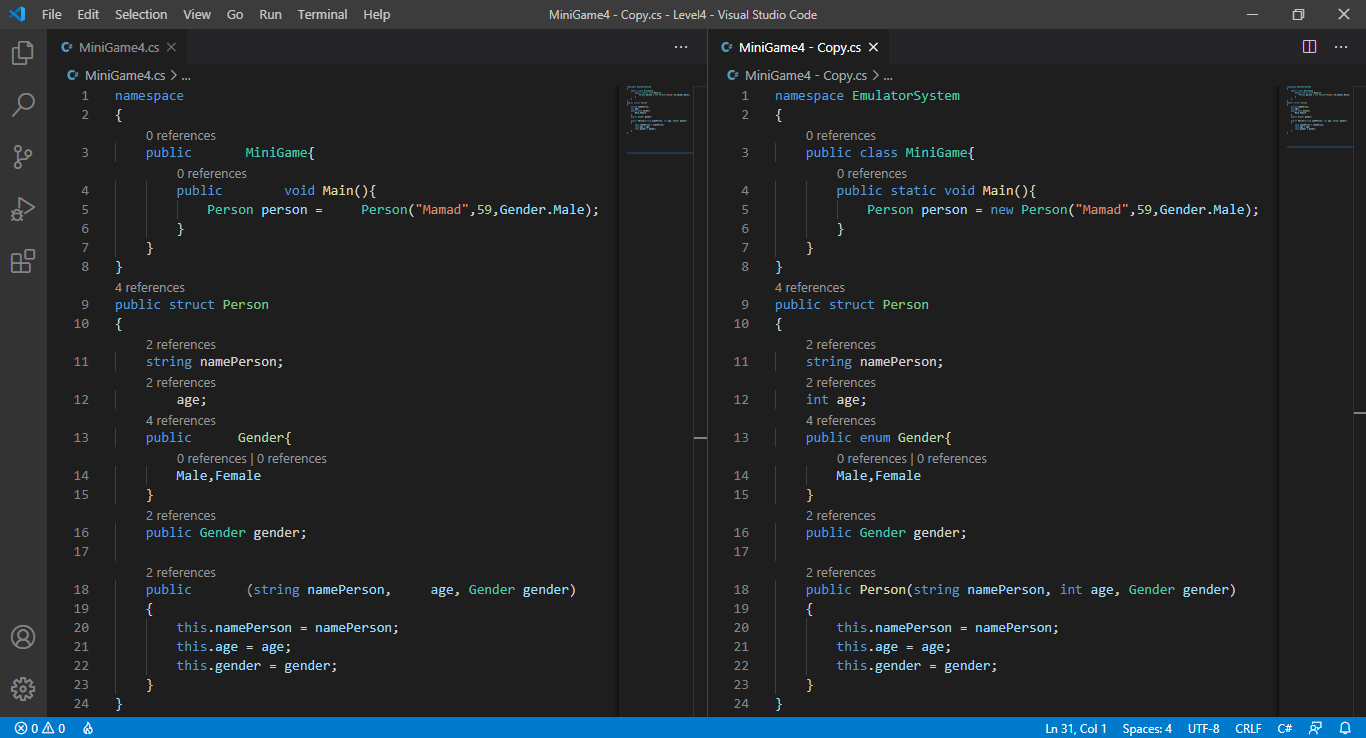 File Edit Selection View Go Run Terminal Help MiniGame4 - Copy.cs - Level4 - Visual Studio Code
C# MiniGame4.cs
C# MiniGame4.cs > ...
1 namespace
2 {
0 references
3 public MiniGame{
0 references
4 public void Main(){
5 Person person = Person("Mamad",59,Gender.Male);
6 }
7 }
8 }
4 references
9 public struct Person
10 {
2 references
11 string namePerson;
2 references
12 age;
4 references
13 public Gender{
0 references | 0 references
14 Male,Female
15 }
2 references
16 public Gender gender;
17
2 references
18 public (string namePerson, age, Gender gender)
19 {
20 this.namePerson = namePerson;
21 this.age = age;
22 this.gender = gender;
23 }
24 }
C# MiniGame4 - Copy.cs
C# MiniGame4 - Copy.cs > ...
1 namespace EmulatorSystem
2 {
0 references
3 public class MiniGame{
0 references
4 public static void Main(){
5 Person person = new Person("Mamad",59,Gender.Male);
6 }
7 }
8 }
4 references
9 public struct Person
10 {
2 references
11 string namePerson;
2 references
12 int age;
4 references
13 public enum Gender{
0 references | 0 references
14 Male,Female
15 }
2 references
16 public Gender gender;
17
2 references
18 public Person(string namePerson, int age, Gender gender)
19 {
20 this.namePerson = namePerson;
21 this.age = age;
22 this.gender = gender;
23 }
24 }
0 0 Ln 31, Col 1 Spaces: 4 UTF-8 CRLF C#